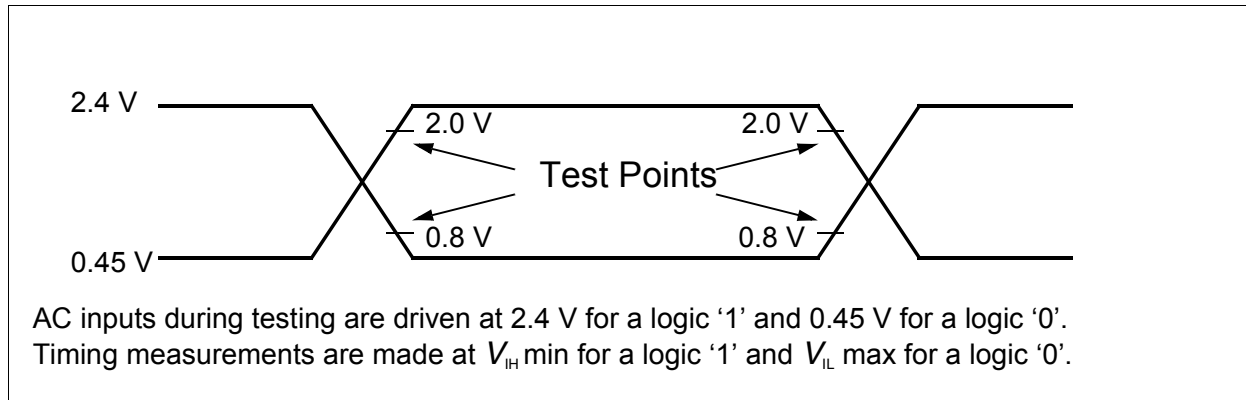 2.4 V
2.0 V
2.0 V
Test Points
0.8 V
0.8 V
0.45 V
AC inputs during testing are driven at 2.4 V for a logic ‘1’ and 0.45 V for a logic ‘0’.
Timing measurements are made at VIH min for a logic ‘1’ and VIL max for a logic ‘0’.